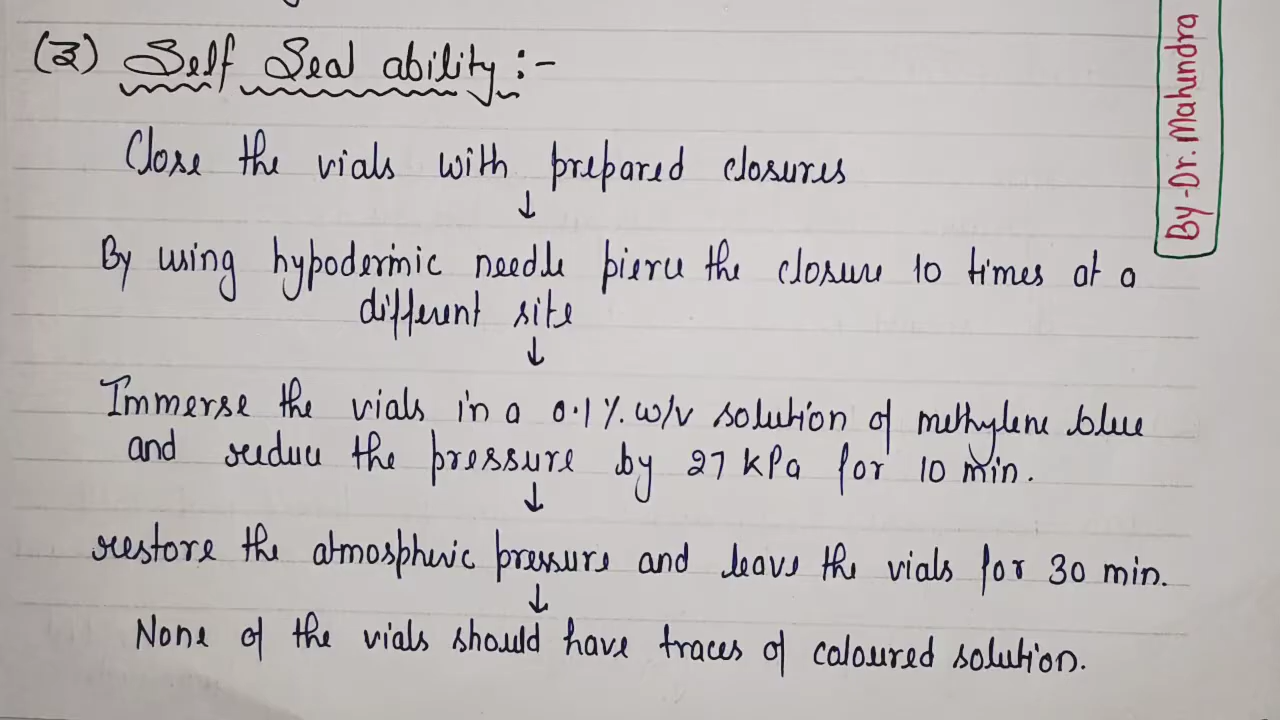 (3) Self Seal ability :-
Close the vials with prepared closures
↓
By using hypodermic needle pierce the closure 10 times at a
different site
↓
Immerse the vials in a 0.1% w/v solution of methylene blue
and reduce the pressure by 27 kPa for 10 min.
↓
restore the atmospheric pressure and leave the vials for 30 min.
↓
None of the vials should have traces of coloured solution.
By -Dr. Mahendra